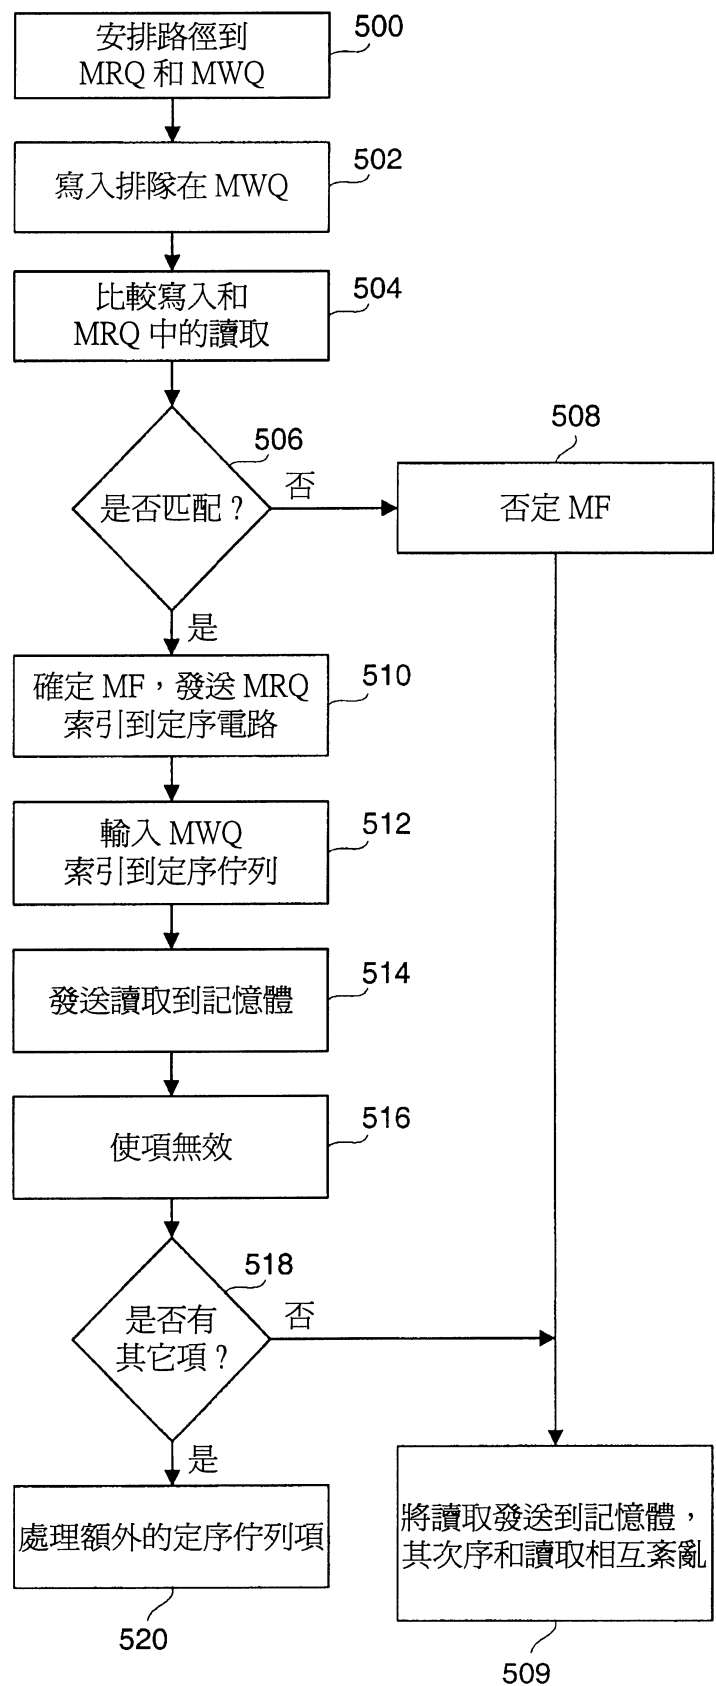 安排路徑到
MRQ 和 MWQ
500
寫入排隊在 MWQ
502
比較寫入和
MRQ 中的讀取
504
是否匹配？
506
否
否定 MF
508
是
確定 MF，發送 MRQ
索引到定序電路
510
輸入 MWQ
索引到定序佇列
512
發送讀取到記憶體
514
使項無效
516
是否有
其它項？
518
否
是
處理額外的定序佇列項
520
將讀取發送到記憶體，
其次序和讀取相互紊亂
509